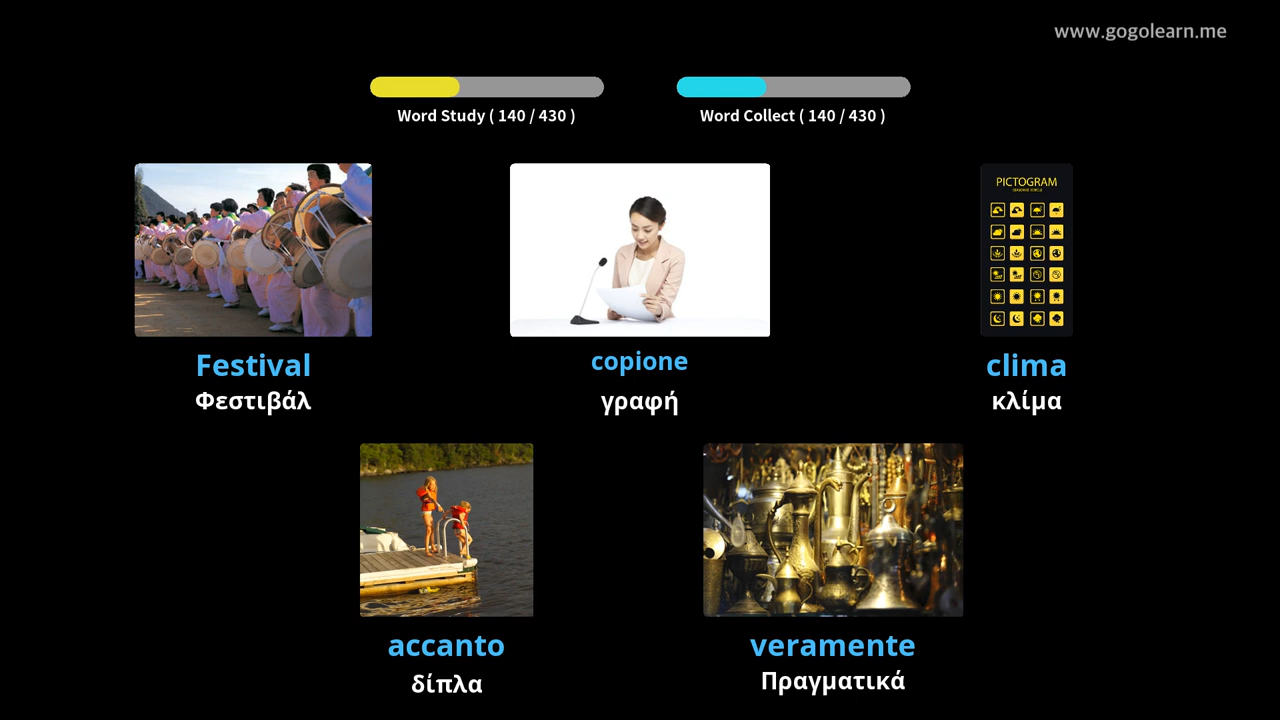 www.gogolearn.me
Word Study ( 140 / 430 )
Word Collect ( 140 / 430 )
PICTOGRAM
Festival
Φεστιβάλ
copione
γραφή
clima
κλίμα
accanto
δίπλα
veramente
Πραγματικά